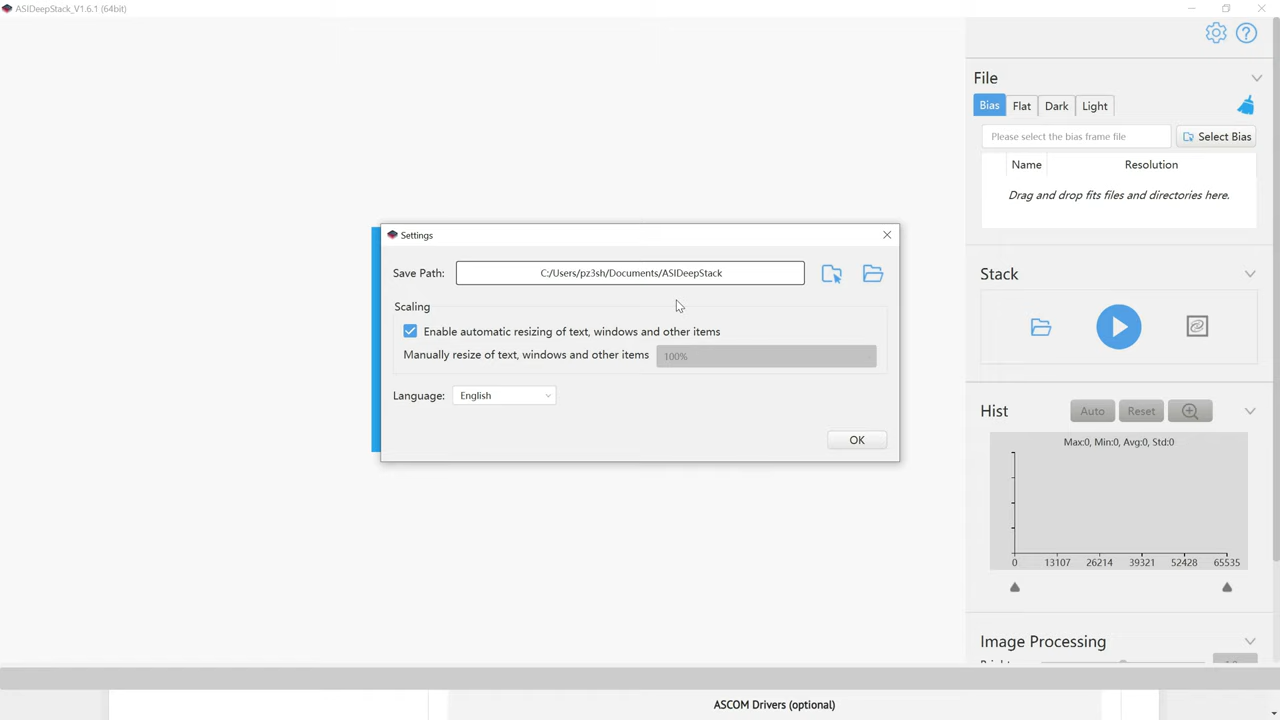 ASIDeepStack_V1.6.1 (64bit)
File
Bias Flat Dark Light
Please select the bias frame file Select Bias
Name Resolution
Drag and drop fits files and directories here.
Settings
Save Path: C:/Users/pz3sh/Documents/ASIDeepStack
Scaling
Enable automatic resizing of text, windows and other items
Manually resize of text, windows and other items 100%
Language: English
OK
Stack
Hist Auto Reset
Max:0, Min:0, Avg:0, Std:0
0 13107 26214 39321 52428 65535
Image Processing
ASCOM Drivers (optional)